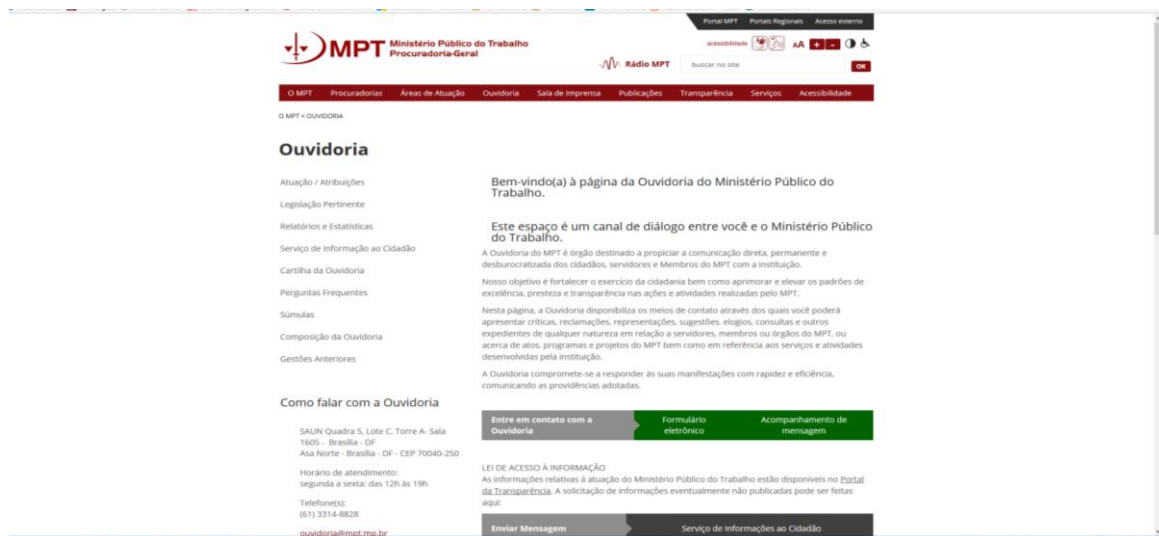 Portal MPT Portais Regionais Acesso externo
MPT Ministério Público do Trabalho
Procuradoria-Geral
acessibilidade AA + -
Rádio MPT buscar no site OK
O MPT Procuradorias Áreas de Atuação Ouvidoria Sala de Imprensa Publicações Transparência Serviços Acessibilidade
O MPT < OUVIDORIA
Ouvidoria
Atuação / Atribuições
Legislação Pertinente
Relatórios e Estatísticas
Serviço de Informação ao Cidadão
Cartilha da Ouvidoria
Perguntas Frequentes
Súmulas
Composição da Ouvidoria
Gestões Anteriores
Como falar com a Ouvidoria
SAUN Quadra 5, Lote C, Torre A- Sala
1605 - Brasília - DF
Asa Norte - Brasília - DF - CEP 70040-250
Horário de atendimento:
segunda a sexta: das 12h às 19h
Telefone(s):
(61) 3314-8828
ouvidoria@mpt.mp.br
Bem-vindo(a) à página da Ouvidoria do Ministério Público do
Trabalho.
Este espaço é um canal de diálogo entre você e o Ministério Público
do Trabalho.
A Ouvidoria do MPT é órgão destinado a propiciar a comunicação direta, permanente e
desburocratizada dos cidadãos, servidores e Membros do MPT com a instituição.
Nosso objetivo é fortalecer o exercício da cidadania bem como aprimorar e elevar os padrões de
excelência, presteza e transparência nas ações e atividades realizadas pelo MPT.
Nesta página, a Ouvidoria disponibiliza os meios de contato através dos quais você poderá
apresentar críticas, reclamações, representações, sugestões, elogios, consultas e outros
expedientes de qualquer natureza em relação a servidores, membros ou órgãos do MPT, ou
acerca de atos, programas e projetos do MPT bem como em referência aos serviços e atividades
desenvolvidas pela instituição.
A Ouvidoria compromete-se a responder às suas manifestações com rapidez e eficiência,
comunicando as providências adotadas.
Entre em contato com a
Ouvidoria
Formulário
eletrônico
Acompanhamento de
mensagem
LEI DE ACESSO À INFORMAÇÃO
As informações relativas à atuação do Ministério Público do Trabalho estão disponíveis no Portal
da Transparência. A solicitação de informações eventualmente não publicadas pode ser feitas
aqui:
Enviar Mensagem Serviço de Informações ao Cidadão